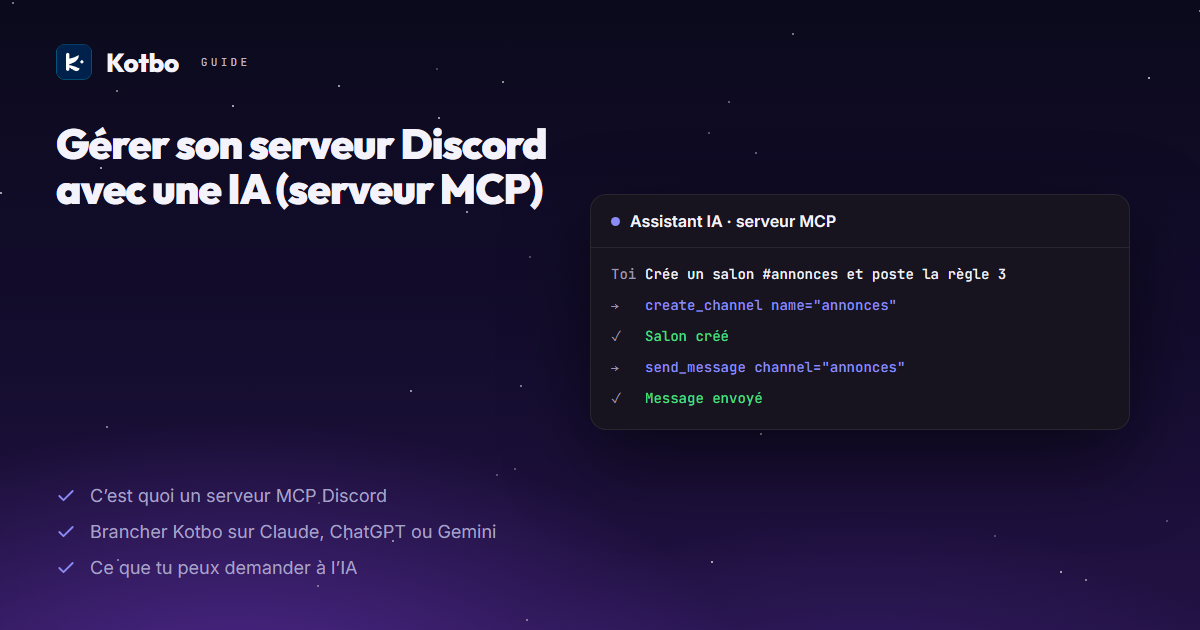 Kotbo GUIDE
Gérer son serveur Discord
avec une IA (serveur MCP)
Assistant IA · serveur MCP
Toi Crée un salon #annonces et poste la règle 3
→ create_channel name="annonces"
✓ Salon créé
→ send_message channel="annonces"
✓ Message envoyé
✓ C'est quoi un serveur MCP Discord
✓ Brancher Kotbo sur Claude, ChatGPT ou Gemini
✓ Ce que tu peux demander à l'IA